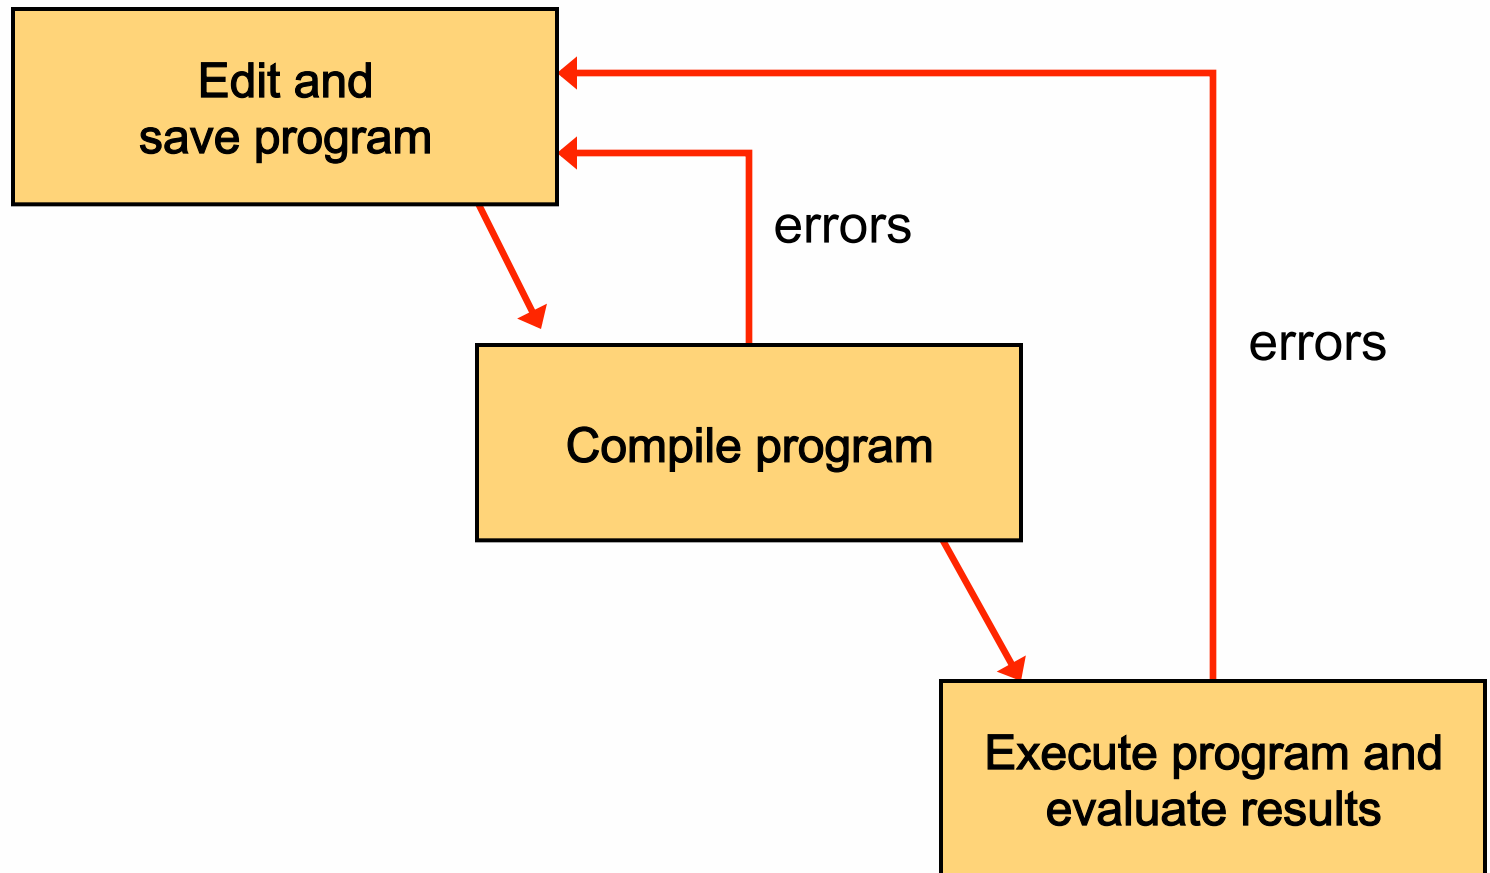 Edit and
save program
errors
errors
Compile program
Execute program and
evaluate results